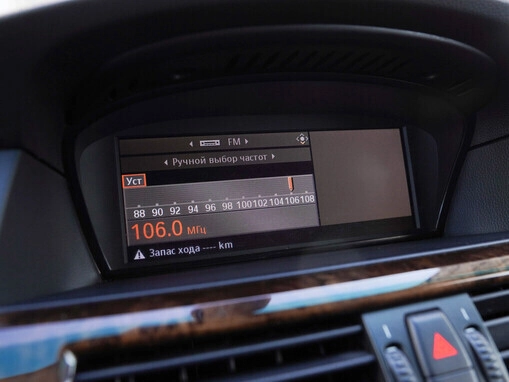 FM
Ручной выбор частот
Уст
88 90 92 94 96 98 100 102 104 106 108
106.0 МГц
Запас хода ---- km